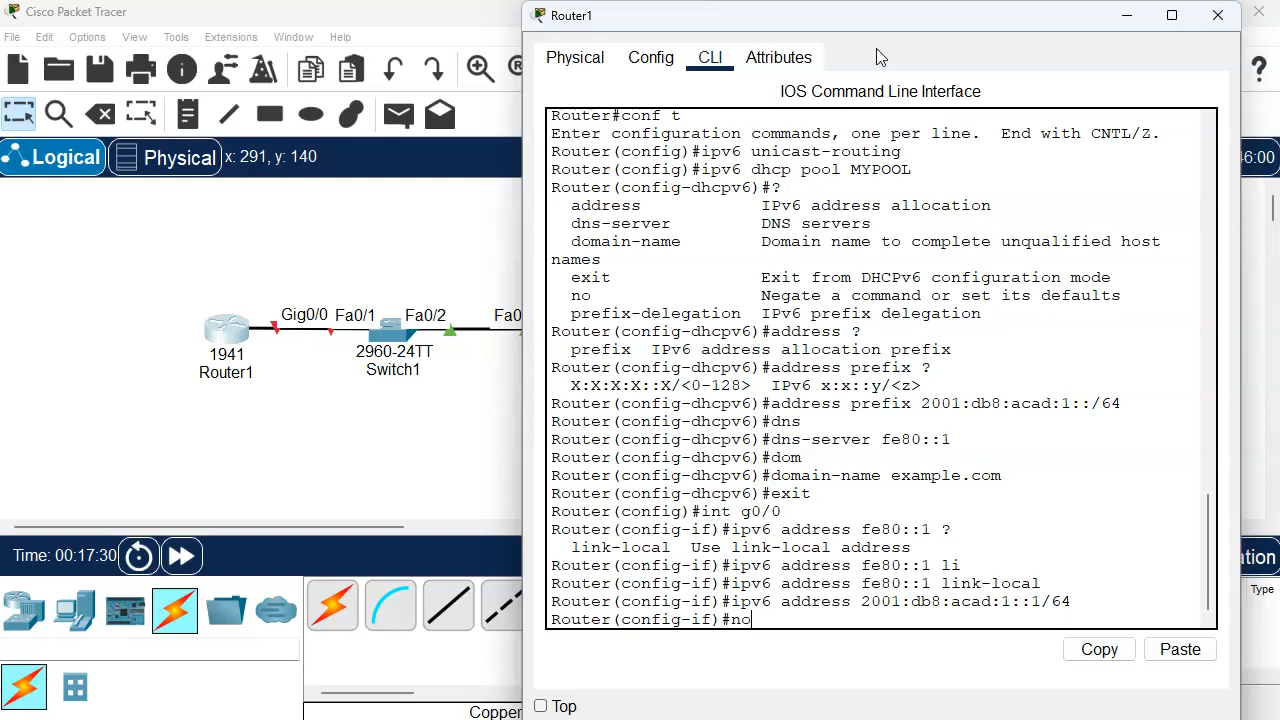 Cisco Packet Tracer
File Edit Options View Tools Extensions Window Help
Logical Physical x: 291, y: 140
46:00
Gig0/0 Fa0/1 Fa0/2 Fa0
1941 2960-24TT
Router1 Switch1
Time: 00:17:30
ation
Type
Copper
Router1
Physical Config CLI Attributes
IOS Command Line Interface
Router#conf t
Enter configuration commands, one per line. End with CNTL/Z.
Router(config)#ipv6 unicast-routing
Router(config)#ipv6 dhcp pool MYPOOL
Router(config-dhcpv6)#?
address IPv6 address allocation
dns-server DNS servers
domain-name Domain name to complete unqualified host
names
exit Exit from DHCPv6 configuration mode
no Negate a command or set its defaults
prefix-delegation IPv6 prefix delegation
Router(config-dhcpv6)#address ?
prefix IPv6 address allocation prefix
Router(config-dhcpv6)#address prefix ?
X:X:X:X::X/<0-128> IPv6 x:x::y/<z>
Router(config-dhcpv6)#address prefix 2001:db8:acad:1::/64
Router(config-dhcpv6)#dns
Router(config-dhcpv6)#dns-server fe80::1
Router(config-dhcpv6)#dom
Router(config-dhcpv6)#domain-name example.com
Router(config-dhcpv6)#exit
Router(config)#int g0/0
Router(config-if)#ipv6 address fe80::1 ?
link-local Use link-local address
Router(config-if)#ipv6 address fe80::1 li
Router(config-if)#ipv6 address fe80::1 link-local
Router(config-if)#ipv6 address 2001:db8:acad:1::1/64
Router(config-if)#no
Copy Paste
Top